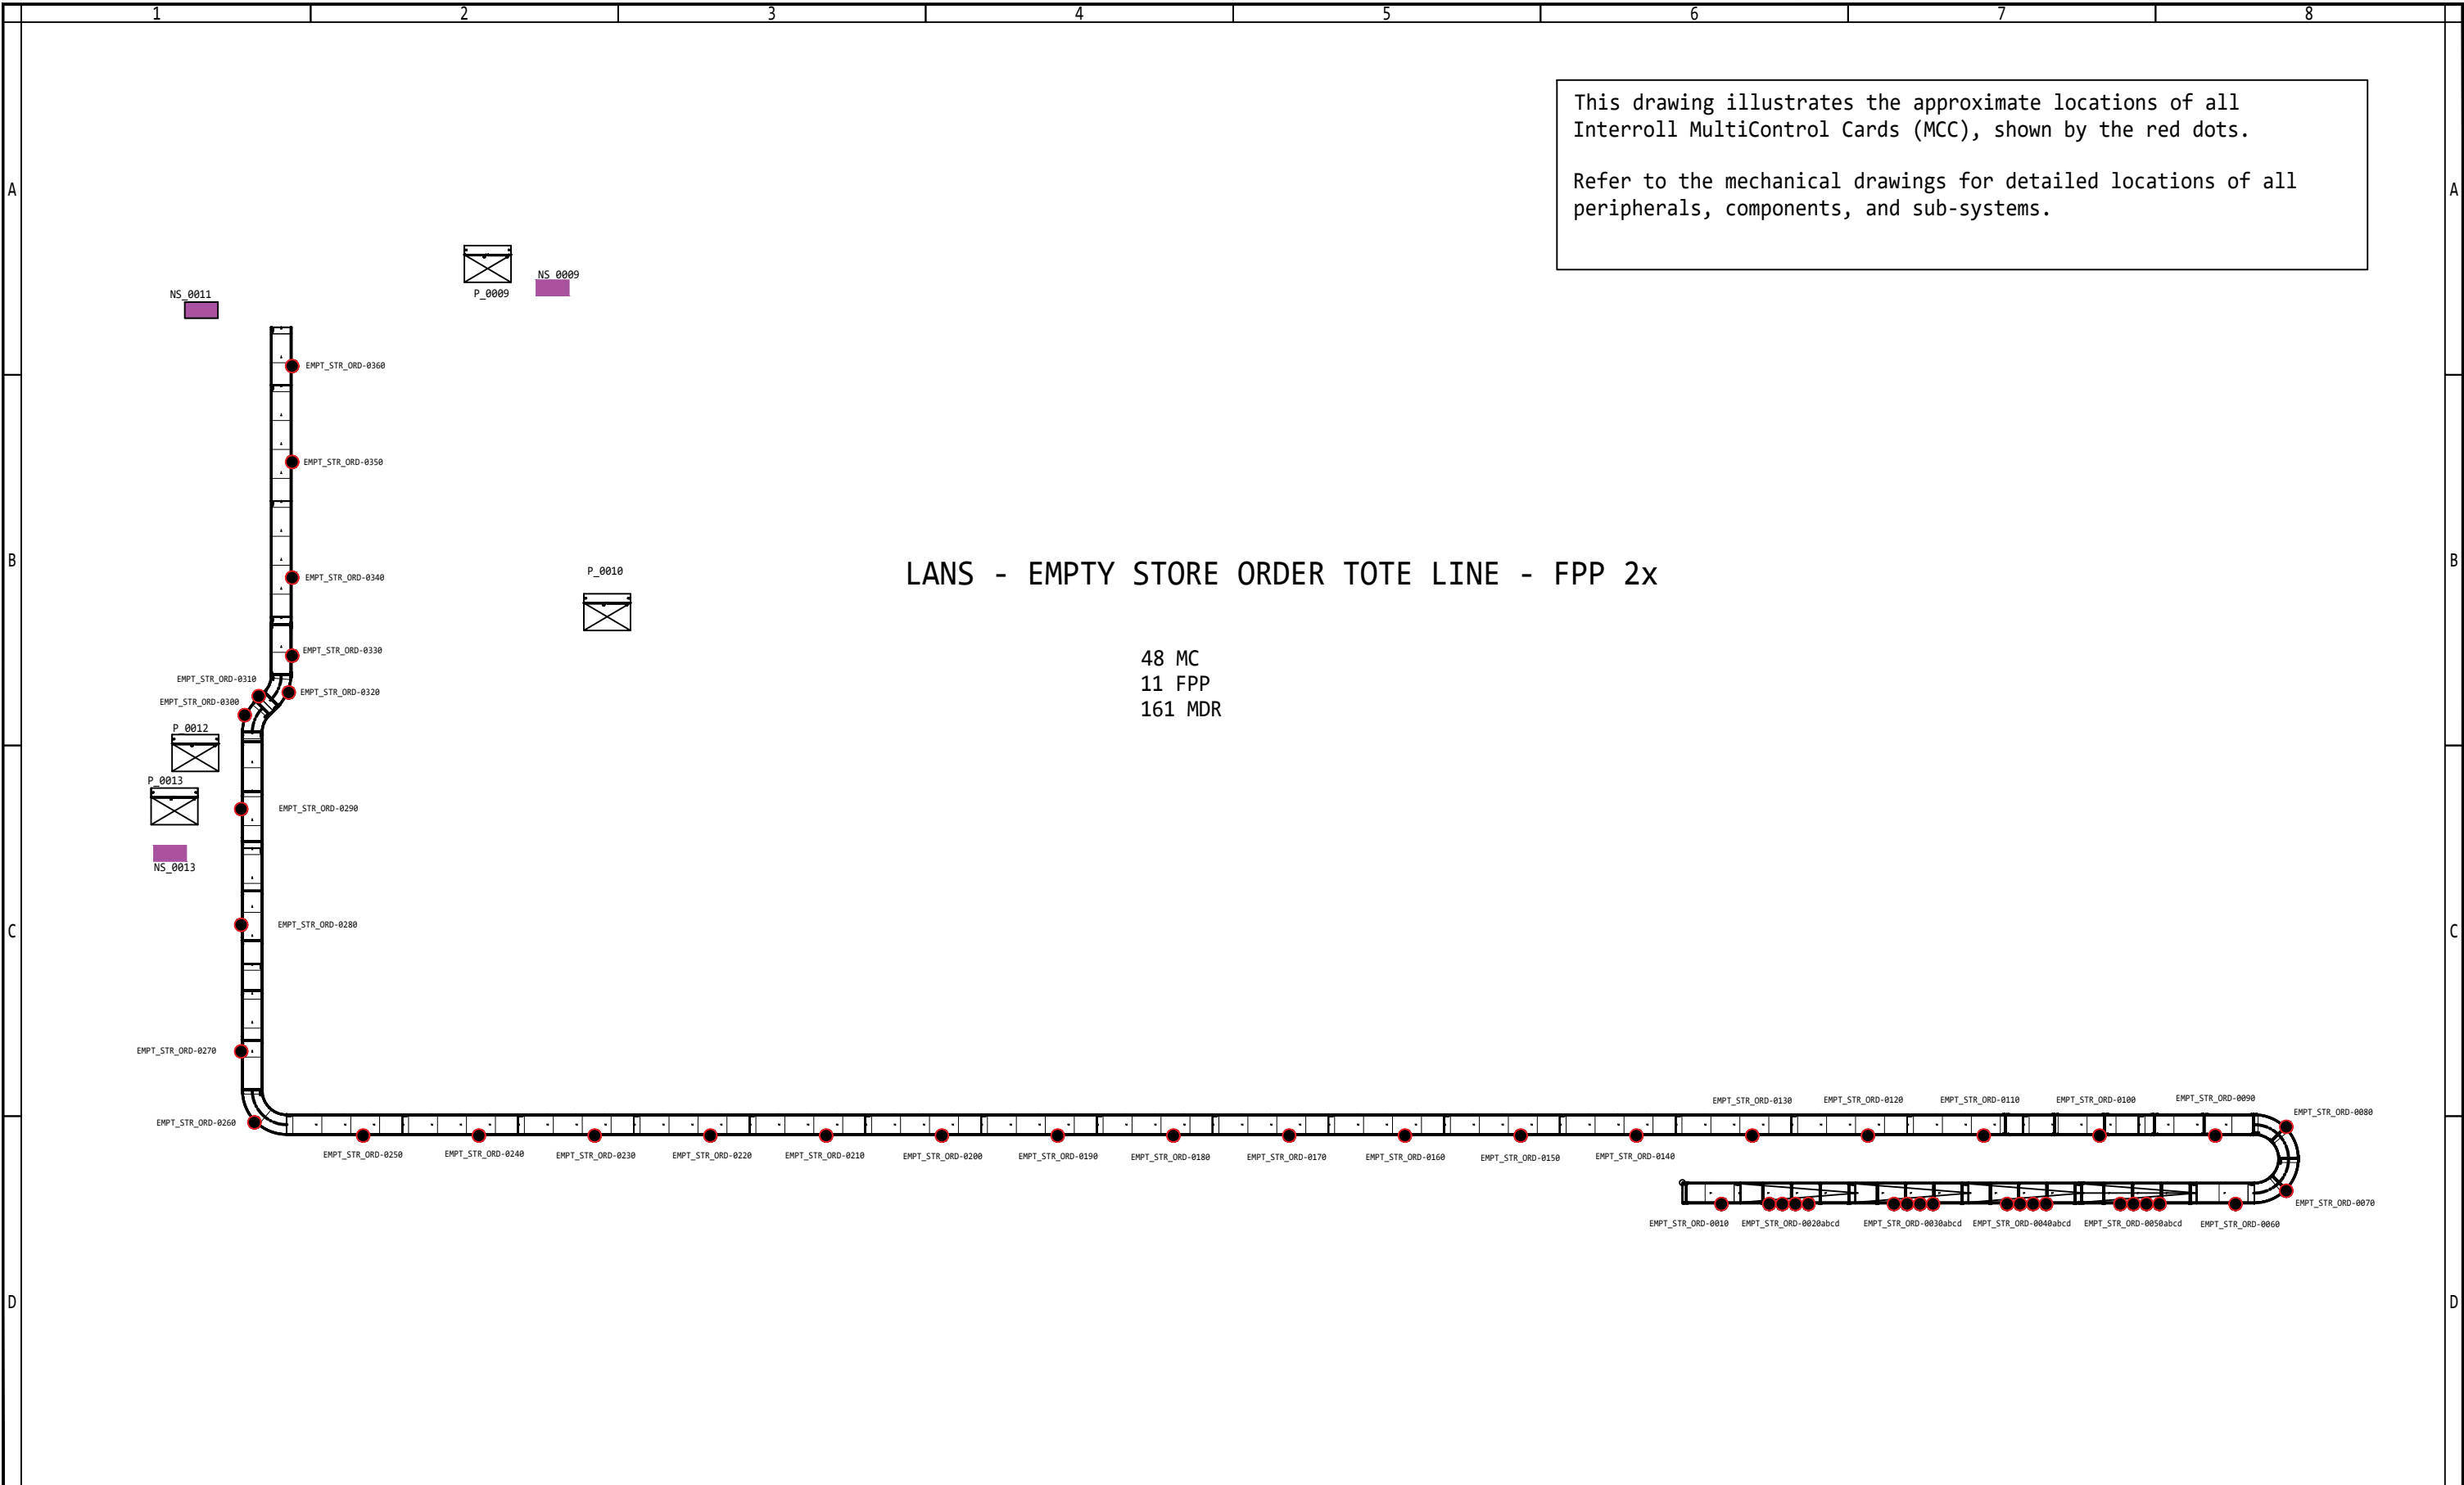 1 2 3 4 5 6 7 8
This drawing illustrates the approximate locations of all
Interroll MultiControl Cards (MCC), shown by the red dots.
Refer to the mechanical drawings for detailed locations of all
peripherals, components, and sub-systems.
A A
P_0009
NS_0009
NS_0011
EMPT_STR_ORD-0360
EMPT_STR_ORD-0350
B B
P_0010
LANS - EMPTY STORE ORDER TOTE LINE - FPP 2x
EMPT_STR_ORD-0340
48 MC
11 FPP
161 MDR
EMPT_STR_ORD-0330
EMPT_STR_ORD-0310
EMPT_STR_ORD-0320
EMPT_STR_ORD-0300
P_0012
P_0013
EMPT_STR_ORD-0290
NS_0013
EMPT_STR_ORD-0280
C C
EMPT_STR_ORD-0270
EMPT_STR_ORD-0130
EMPT_STR_ORD-0120
EMPT_STR_ORD-0110
EMPT_STR_ORD-0100
EMPT_STR_ORD-0090
EMPT_STR_ORD-0080
EMPT_STR_ORD-0260
EMPT_STR_ORD-0250
EMPT_STR_ORD-0240
EMPT_STR_ORD-0230
EMPT_STR_ORD-0220
EMPT_STR_ORD-0210
EMPT_STR_ORD-0200
EMPT_STR_ORD-0190
EMPT_STR_ORD-0180
EMPT_STR_ORD-0170
EMPT_STR_ORD-0160
EMPT_STR_ORD-0150
EMPT_STR_ORD-0140
EMPT_STR_ORD-0070
EMPT_STR_ORD-0010
EMPT_STR_ORD-0020abcd
EMPT_STR_ORD-0030abcd
EMPT_STR_ORD-0040abcd
EMPT_STR_ORD-0050abcd
EMPT_STR_ORD-0060
D D